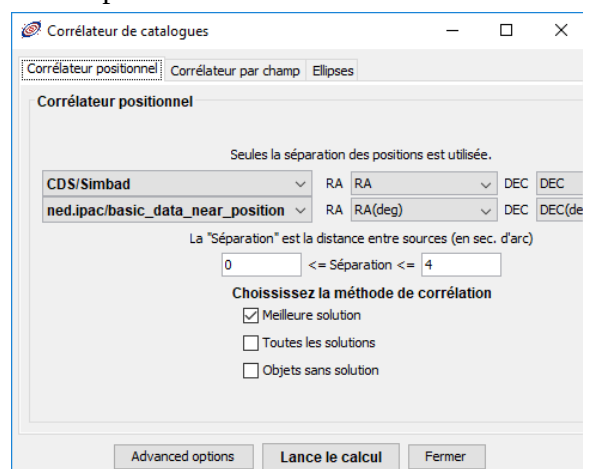 Corrélateur de catalogues
Corrélateur positionnel Corrélateur par champ Ellipses
Corrélateur positionnel
Seules la séparation des positions est utilisée.
CDS/Simbad RA RA DEC DEC
ned.ipac/basic_data_near_position RA RA(deg) DEC DEC(de
La "Séparation" est la distance entre sources (en sec. d'arc)
0 <= Séparation <= 4
Choississez la méthode de corrélation
Meilleure solution
Toutes les solutions
Objets sans solution
Advanced options Lance le calcul Fermer